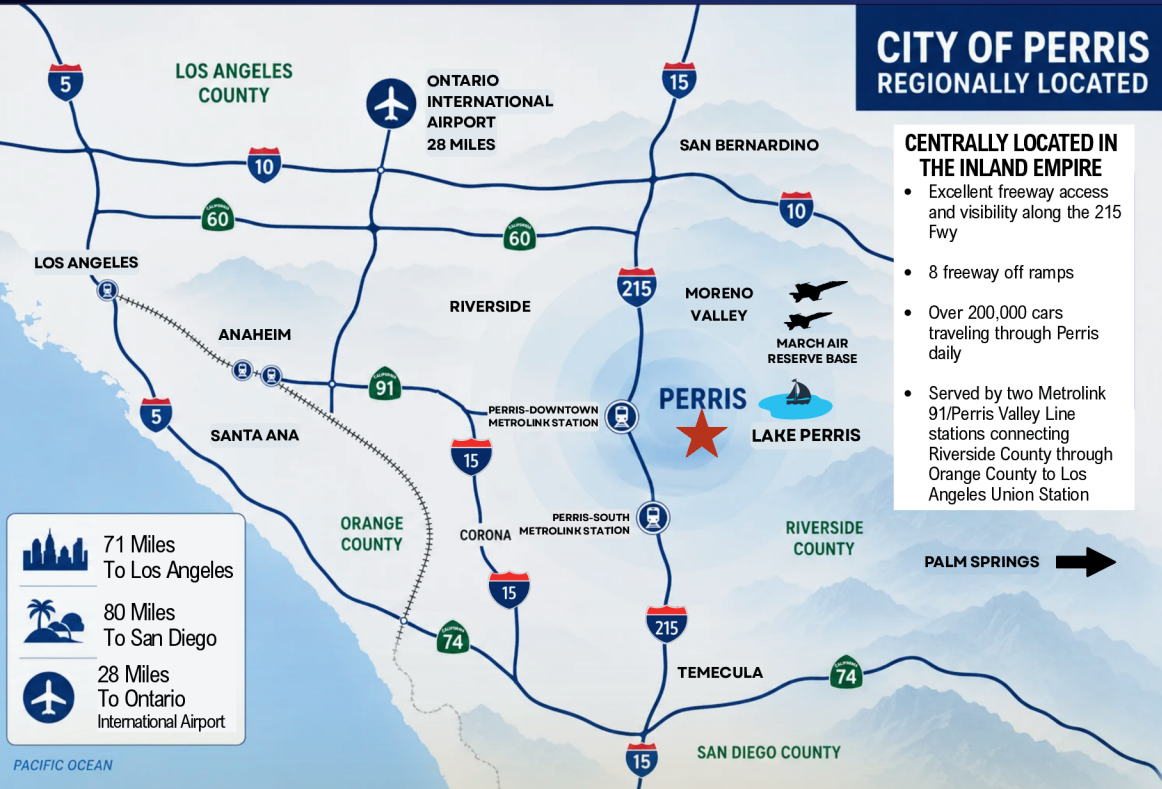 CITY OF PERRIS
REGIONALLY LOCATED
5
LOS ANGELES
COUNTY
ONTARIO
INTERNATIONAL
AIRPORT
28 MILES
15
SAN BERNARDINO
10
10
CALIFORNIA
60
CALIFORNIA
60
LOS ANGELES
215
MORENO
VALLEY
RIVERSIDE
ANAHEIM
MARCH AIR
RESERVE BASE
CALIFORNIA
91
PERRIS
PERRIS-DOWNTOWN
METROLINK STATION
5
SANTA ANA
LAKE PERRIS
15
ORANGE
COUNTY
CORONA
PERRIS-SOUTH
METROLINK STATION
RIVERSIDE
COUNTY
PALM SPRINGS
15
215
CALIFORNIA
74
TEMECULA
CALIFORNIA
74
SAN DIEGO COUNTY
15
PACIFIC OCEAN
CENTRALLY LOCATED IN
THE INLAND EMPIRE
• Excellent freeway access
and visibility along the 215
Fwy
• 8 freeway off ramps
• Over 200,000 cars
traveling through Perris
daily
• Served by two Metrolink
91/Perris Valley Line
stations connecting
Riverside County through
Orange County to Los
Angeles Union Station
71 Miles
To Los Angeles
80 Miles
To San Diego
28 Miles
To Ontario
International Airport